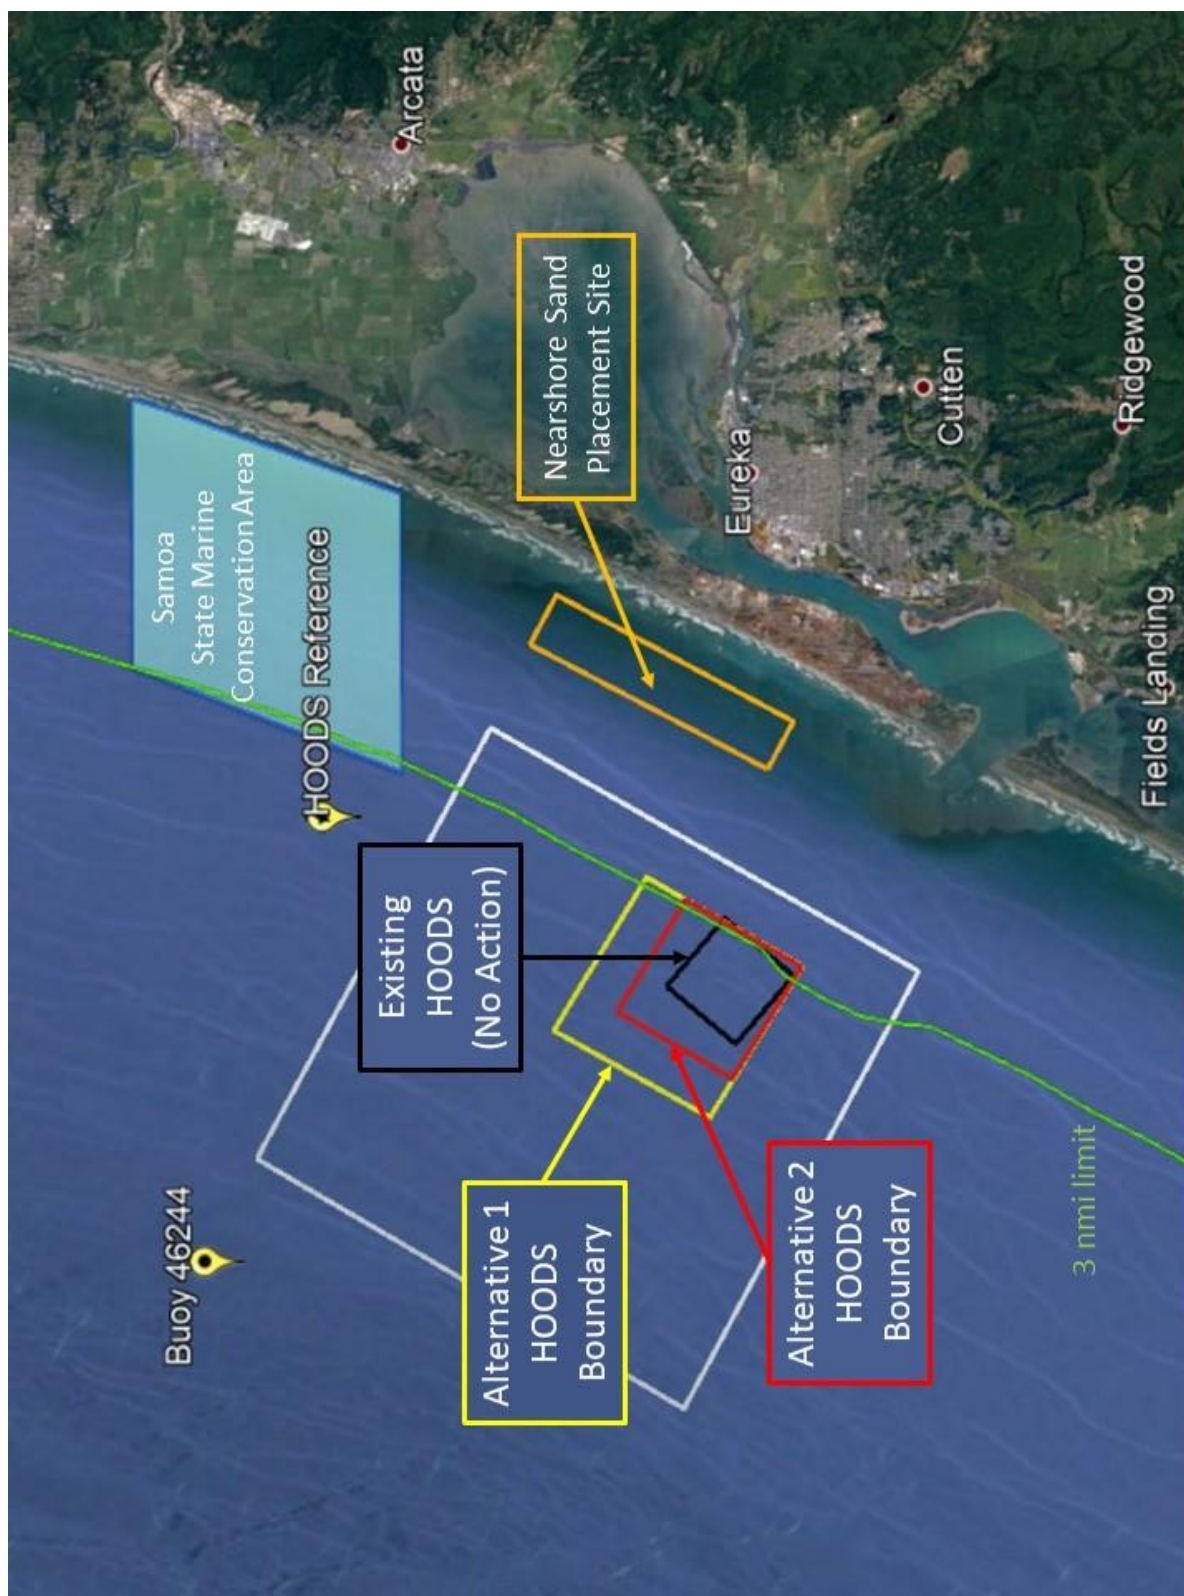 Samoa
State Marine
Conservation Area
Arcata
HOODS Reference
Buoy 46244
Nearshore Sand
Placement Site
Existing
HOODS
(No Action)
Eureka
Alternative 1
HOODS
Boundary
Cutten
Alternative 2
HOODS
Boundary
3 nmi limit
Ridgewood
Fields Landing